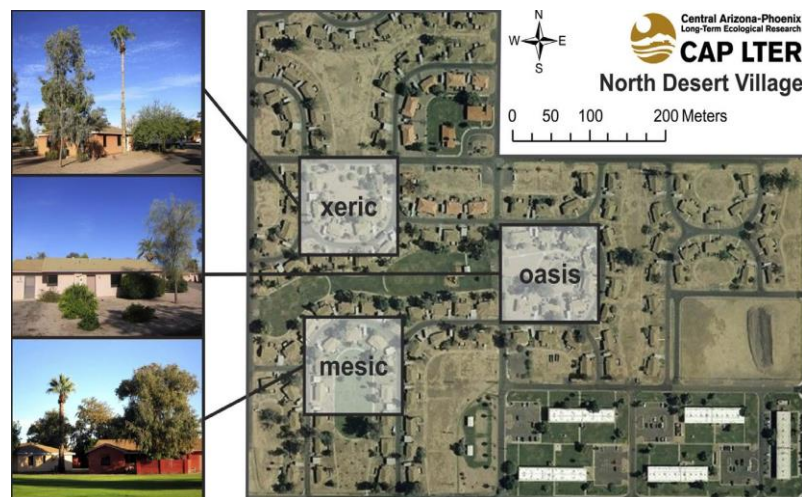 N
W E
S
Central Arizona-Phoenix
Long-Term Ecological Research
CAP LTER
North Desert Village
0 50 100 200 Meters
xeric
oasis
mesic